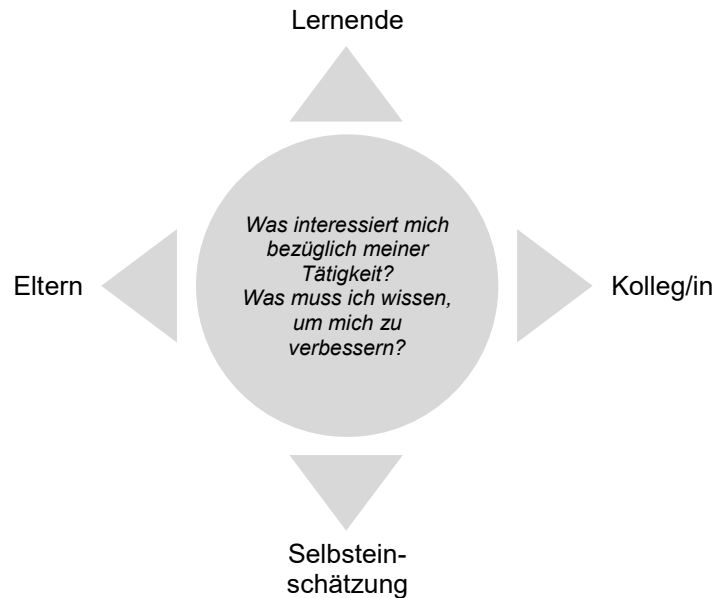 Lernende
Was interessiert mich
bezüglich meiner
Tätigkeit?
Was muss ich wissen,
um mich zu
verbessern?
Eltern
Kolleg/in
Selbstein-
schätzung